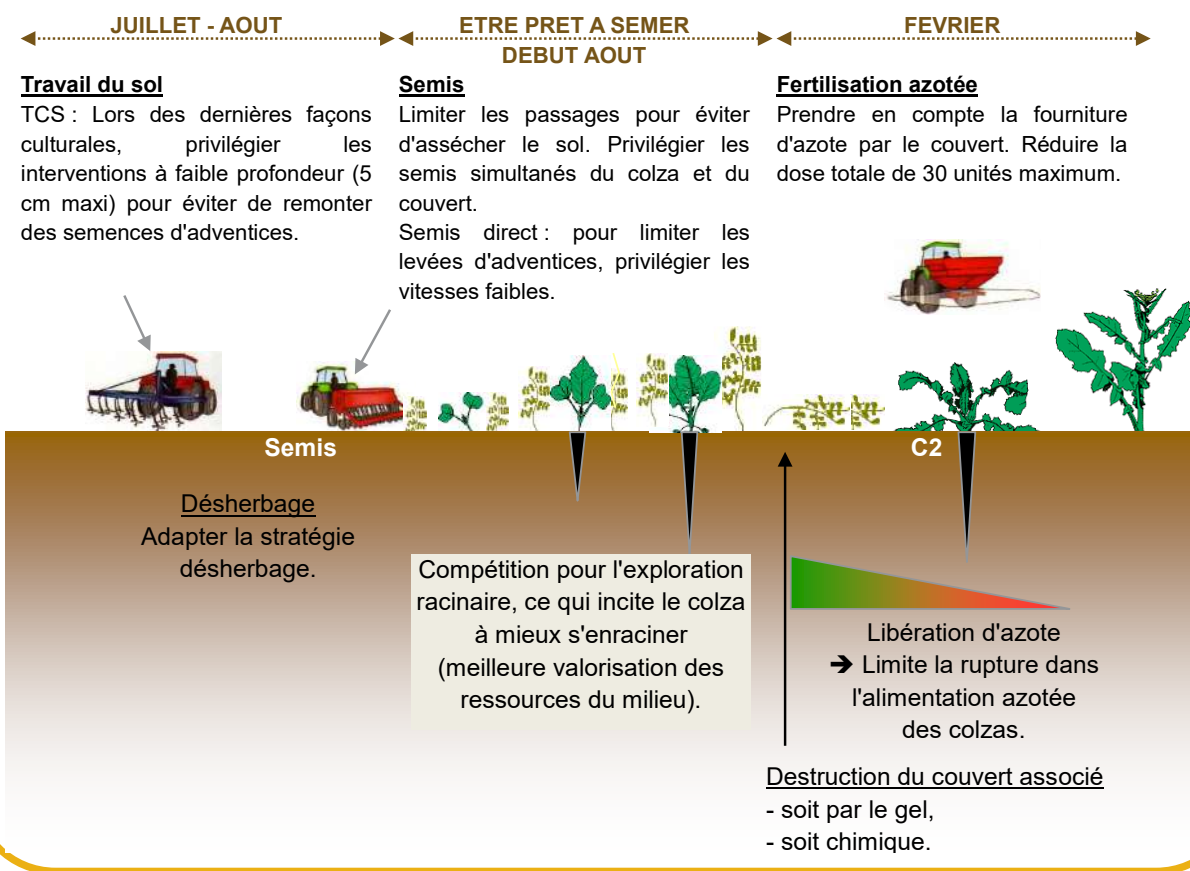 JUILLET - AOUT
ETRE PRET A SEMER
DEBUT AOUT
FEVRIER
Travail du sol
TCS : Lors des dernières façons
culturales, privilégier les
interventions à faible profondeur (5
cm maxi) pour éviter de remonter
des semences d'adventices.
Semis
Limiter les passages pour éviter
d'assécher le sol. Privilégier les
semis simultanés du colza et du
couvert.
Semis direct : pour limiter les
levées d'adventices, privilégier les
vitesses faibles.
Fertilisation azotée
Prendre en compte la fourniture
d'azote par le couvert. Réduire la
dose totale de 30 unités maximum.
Semis
C2
Désherbage
Adapter la stratégie
désherbage.
Compétition pour l'exploration
racinaire, ce qui incite le colza
à mieux s'enraciner
(meilleure valorisation des
ressources du milieu).
Libération d'azote
➔ Limite la rupture dans
l'alimentation azotée
des colzas.
Destruction du couvert associé
- soit par le gel,
- soit chimique.